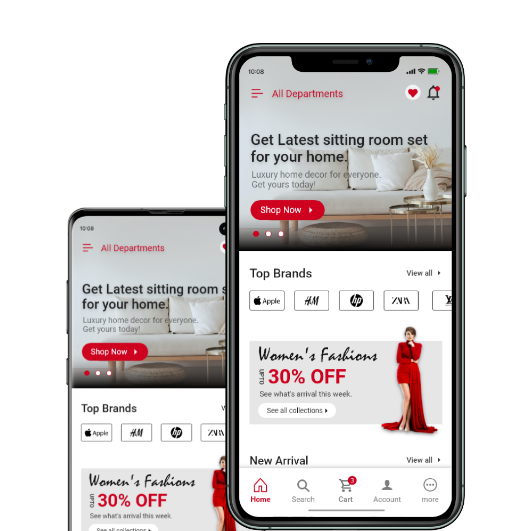 10:08
All Departments
Get Latest sitting room set
for your home.
Luxury home decor for everyone.
Get yours today!
Shop Now
Top Brands
View all
Apple
H&M
hp
ZARA
Women's Fashions
UPTO
30% OFF
See what's arrival this week.
See all collections
New Arrival
View all
3
Home
Search
Cart
Account
more
10:08
All Departments
Get Latest sitting room s
for your home.
Luxury home decor for everyone.
Get yours today!
Shop Now
Top Brands
Apple
H&M
hp
Women's Fashions
UPTO
30% OFF
See what's arrival this week.
See all collections